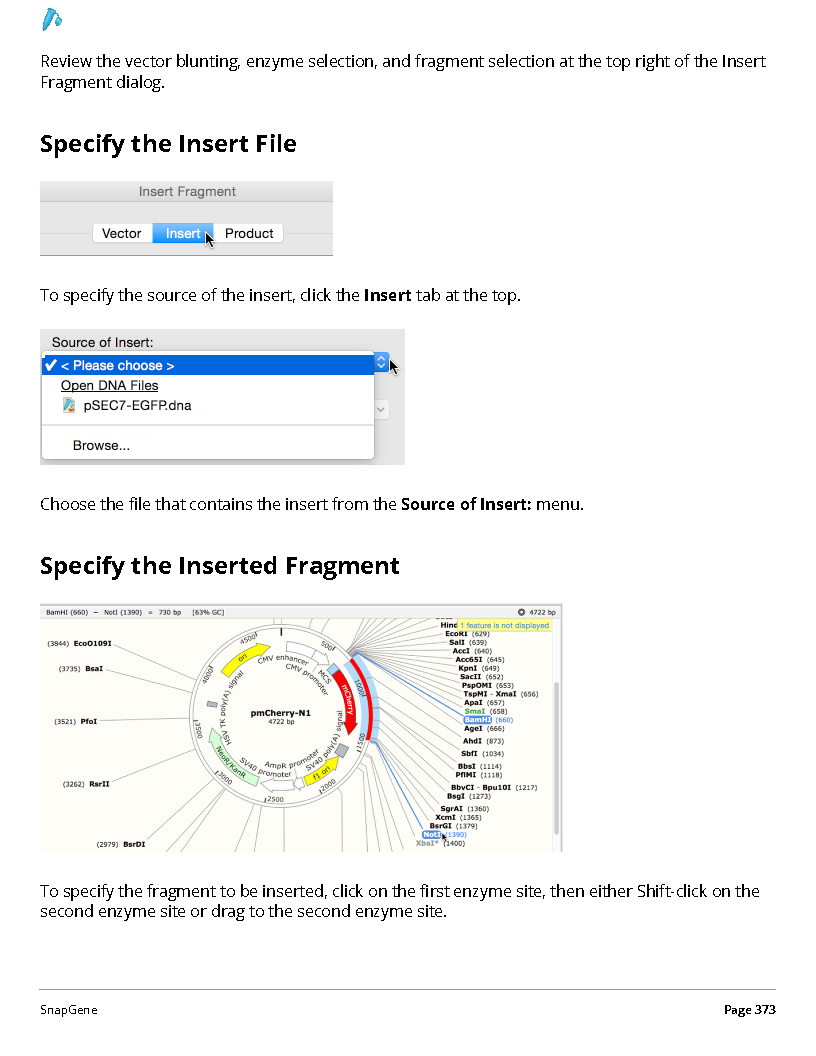 Review the vector blunting, enzyme selection, and fragment selection at the top right of the Insert
Fragment dialog.
Specify the Insert File
Insert Fragment
Vector Insert Product
To specify the source of the insert, click the Insert tab at the top.
Source of Insert:
✓ < Please choose >
Open DNA Files
pSEC7-EGFP.dna
Browse...
Choose the file that contains the insert from the Source of Insert: menu.
Specify the Inserted Fragment
BamHI (660) – NotI (1390) = 730 bp [63% GC]
4722 bp
1 feature is not displayed
HindIII
EcoRI (629)
SalI (639)
AccI (640)
Acc65I (645)
KpnI (649)
SacII (652)
PspOMI (653)
TspMI - XmaI (656)
ApaI (657)
SmaI (658)
BamHI (660)
AgeI (666)
AhdI (873)
SbfI (1034)
BbsI (1114)
PflMI (1118)
BbvCI - Bpu10I (1217)
BsgI (1273)
SgrAI (1360)
XcmI (1365)
BsrGI (1379)
NotI (1390)
XbaI* (1400)
(3844) EcoO109I
(3735) BsaI
(3521) PfoI
(3262) RsrII
(2979) BsrDI
pmCherry-N1
4722 bp
500
1000
1500
2000
2500
3000
3500
4000
4500
CMV enhancer
CMV promoter
MCS
mCherry
SV40 poly(A) signal
f1 ori
AmpR promoter
SV40 promoter
NeoR/KanR
HSV TK poly(A) signal
ori
To specify the fragment to be inserted, click on the first enzyme site, then either Shift-click on the
second enzyme site or drag to the second enzyme site.
SnapGene
Page 373